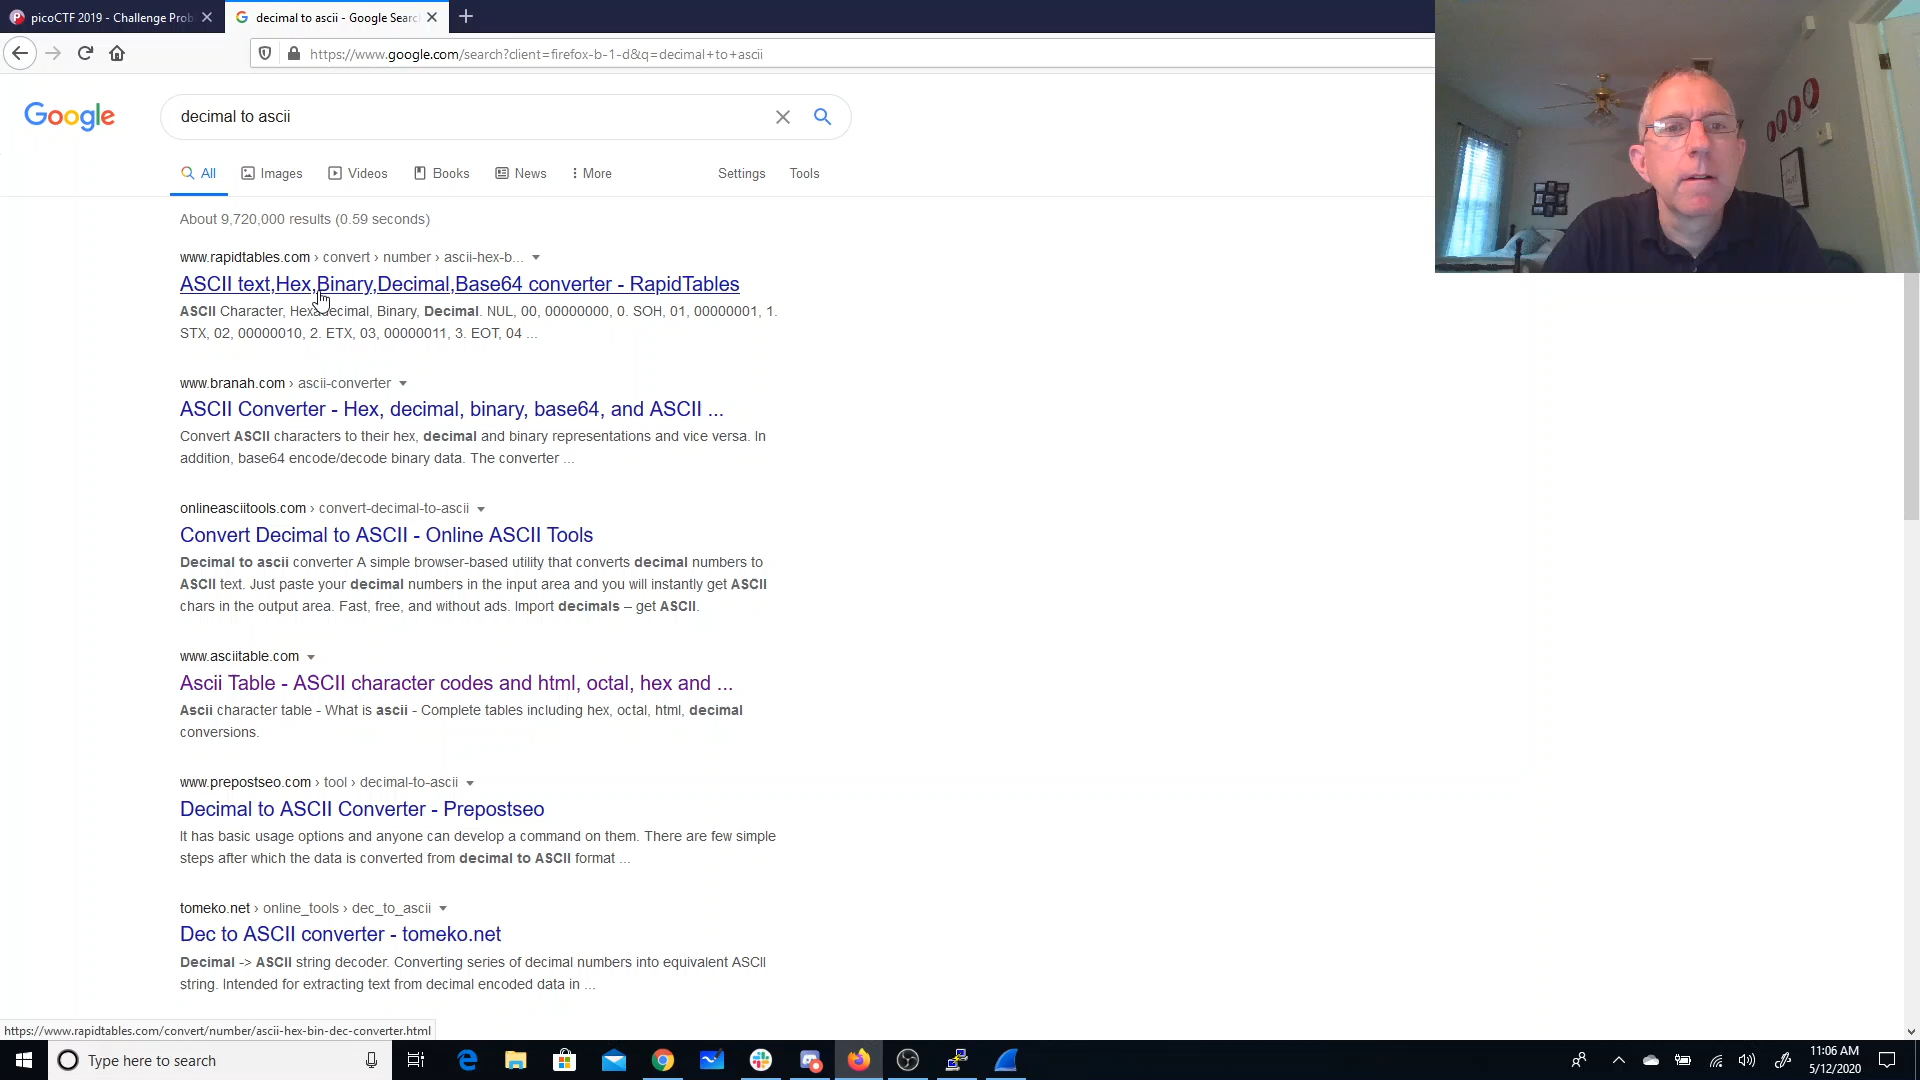 picoCTF 2019 - Challenge Prob
decimal to ascii - Google Searc
https://www.google.com/search?client=firefox-b-1-d&q=decimal+to+ascii
Google
decimal to ascii
All
Images
Videos
Books
News
More
Settings
Tools
About 9,720,000 results (0.59 seconds)
www.rapidtables.com › convert › number › ascii-hex-b...
ASCII text,Hex,Binary,Decimal,Base64 converter - RapidTables
ASCII Character, Hexadecimal, Binary, Decimal. NUL, 00, 00000000, 0. SOH, 01, 00000001, 1.
STX, 02, 00000010, 2. ETX, 03, 00000011, 3. EOT, 04 ...
www.branah.com › ascii-converter
ASCII Converter - Hex, decimal, binary, base64, and ASCII ...
Convert ASCII characters to their hex, decimal and binary representations and vice versa. In
addition, base64 encode/decode binary data. The converter ...
onlineasciitools.com › convert-decimal-to-ascii
Convert Decimal to ASCII - Online ASCII Tools
Decimal to ascii converter A simple browser-based utility that converts decimal numbers to
ASCII text. Just paste your decimal numbers in the input area and you will instantly get ASCII
chars in the output area. Fast, free, and without ads. Import decimals – get ASCII.
www.asciitable.com
Ascii Table - ASCII character codes and html, octal, hex and ...
Ascii character table - What is ascii - Complete tables including hex, octal, html, decimal
conversions.
www.prepostseo.com › tool › decimal-to-ascii
Decimal to ASCII Converter - Prepostseo
It has basic usage options and anyone can develop a command on them. There are few simple
steps after which the data is converted from decimal to ASCII format ...
tomeko.net › online_tools › dec_to_ascii
Dec to ASCII converter - tomeko.net
Decimal -> ASCII string decoder. Converting series of decimal numbers into equivalent ASCII
string. Intended for extracting text from decimal encoded data in ...
https://www.rapidtables.com/convert/number/ascii-hex-bin-dec-converter.html
Type here to search
11:06 AM
5/12/2020